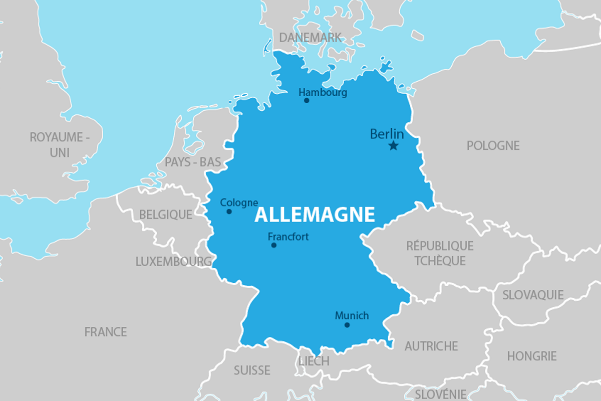 DANEMARK
Hambourg
ROYAUME -
UNI
Berlin
POLOGNE
PAYS - BAS
Cologne
BELGIQUE
ALLEMAGNE
Francfort
RÉPUBLIQUE
TCHÈQUE
LUXEMBOURG
SLOVAQUIE
Munich
FRANCE
AUTRICHE
HONGRIE
LIECH
SUISSE
SLOVÉNIE